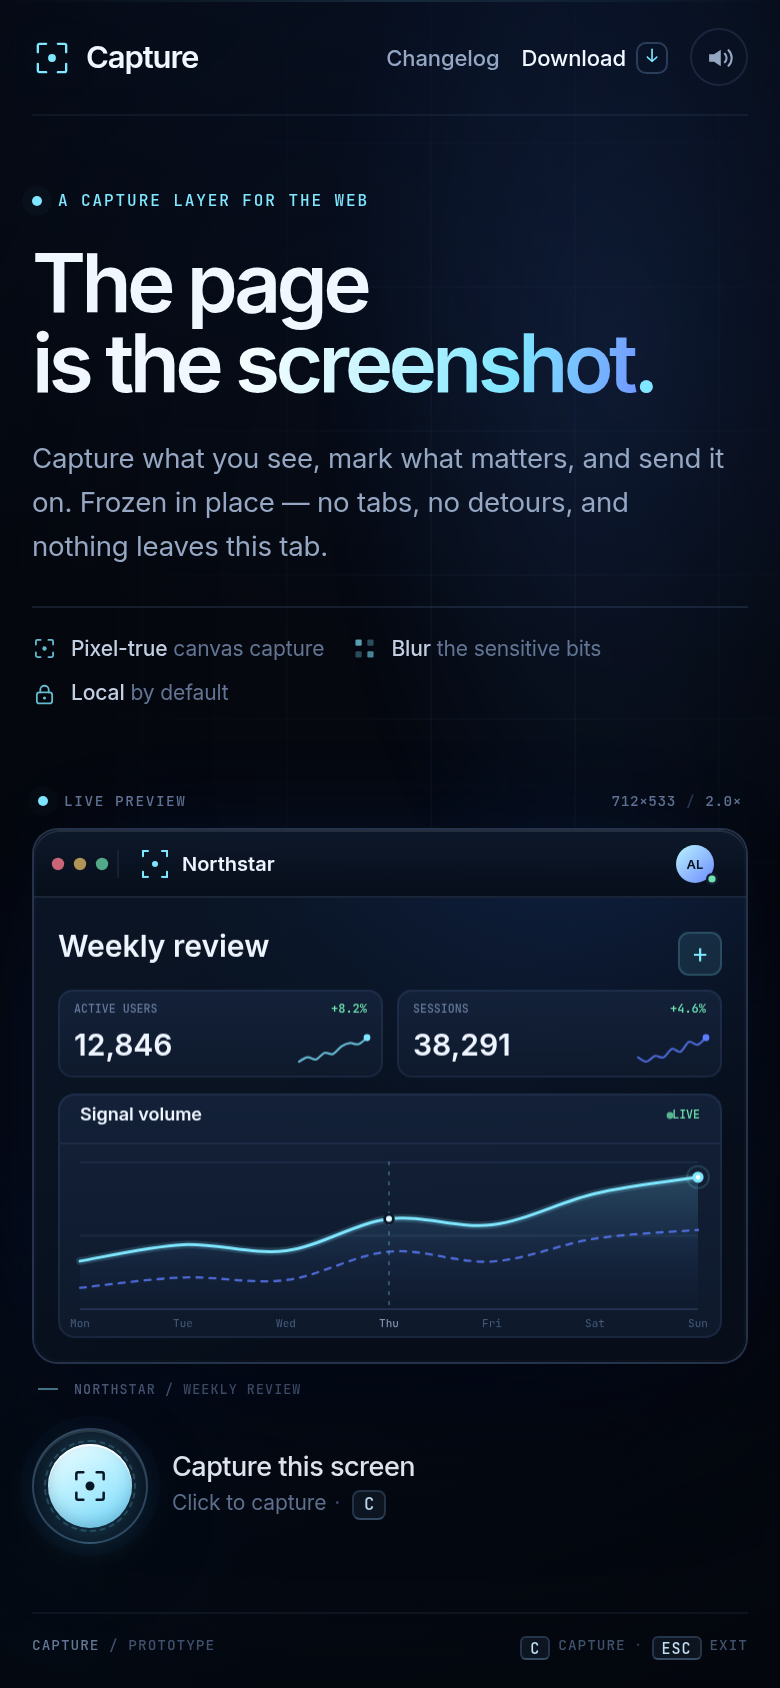 Capture
Changelog Download
A CAPTURE LAYER FOR THE WEB
The page
is the screenshot.
Capture what you see, mark what matters, and send it
on. Frozen in place — no tabs, no detours, and
nothing leaves this tab.
Pixel-true canvas capture Blur the sensitive bits
Local by default
LIVE PREVIEW 712×533 / 2.0×
Northstar AL
Weekly review +
ACTIVE USERS +8.2%
12,846
SESSIONS +4.6%
38,291
Signal volume LIVE
Mon Tue Wed Thu Fri Sat Sun
NORTHSTAR / WEEKLY REVIEW
Capture this screen
Click to capture · C
CAPTURE / PROTOTYPE C CAPTURE · ESC EXIT